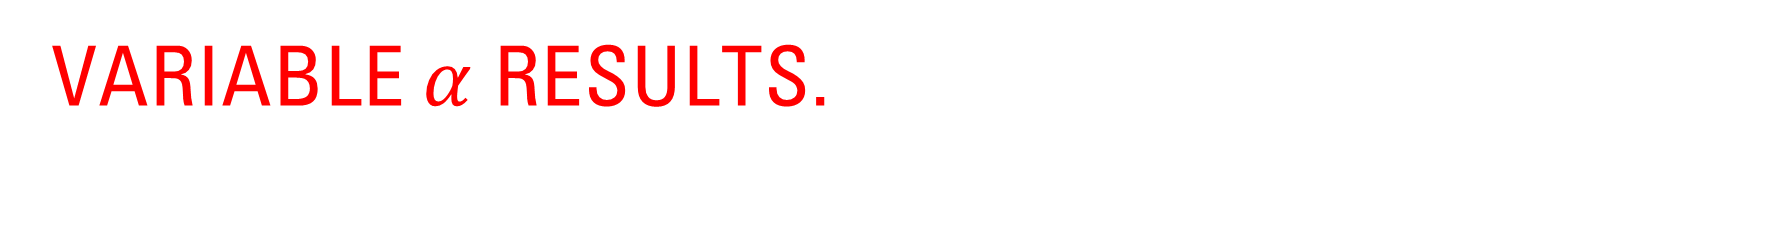 VARIABLE α RESULTS.